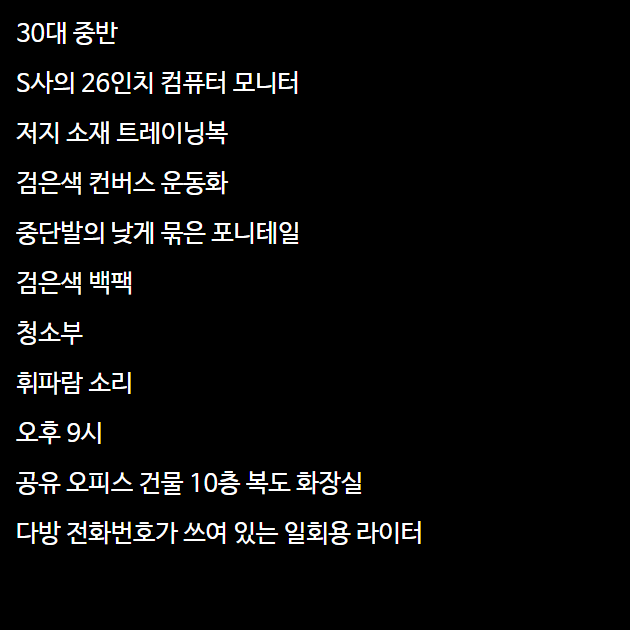 30대 중반
S사의 26인치 컴퓨터 모니터
저지 소재 트레이닝복
검은색 컨버스 운동화
중단발의 낮게 묶은 포니테일
검은색 백팩
청소부
휘파람 소리
오후 9시
공유 오피스 건물 10층 복도 화장실
다방 전화번호가 쓰여 있는 일회용 라이터